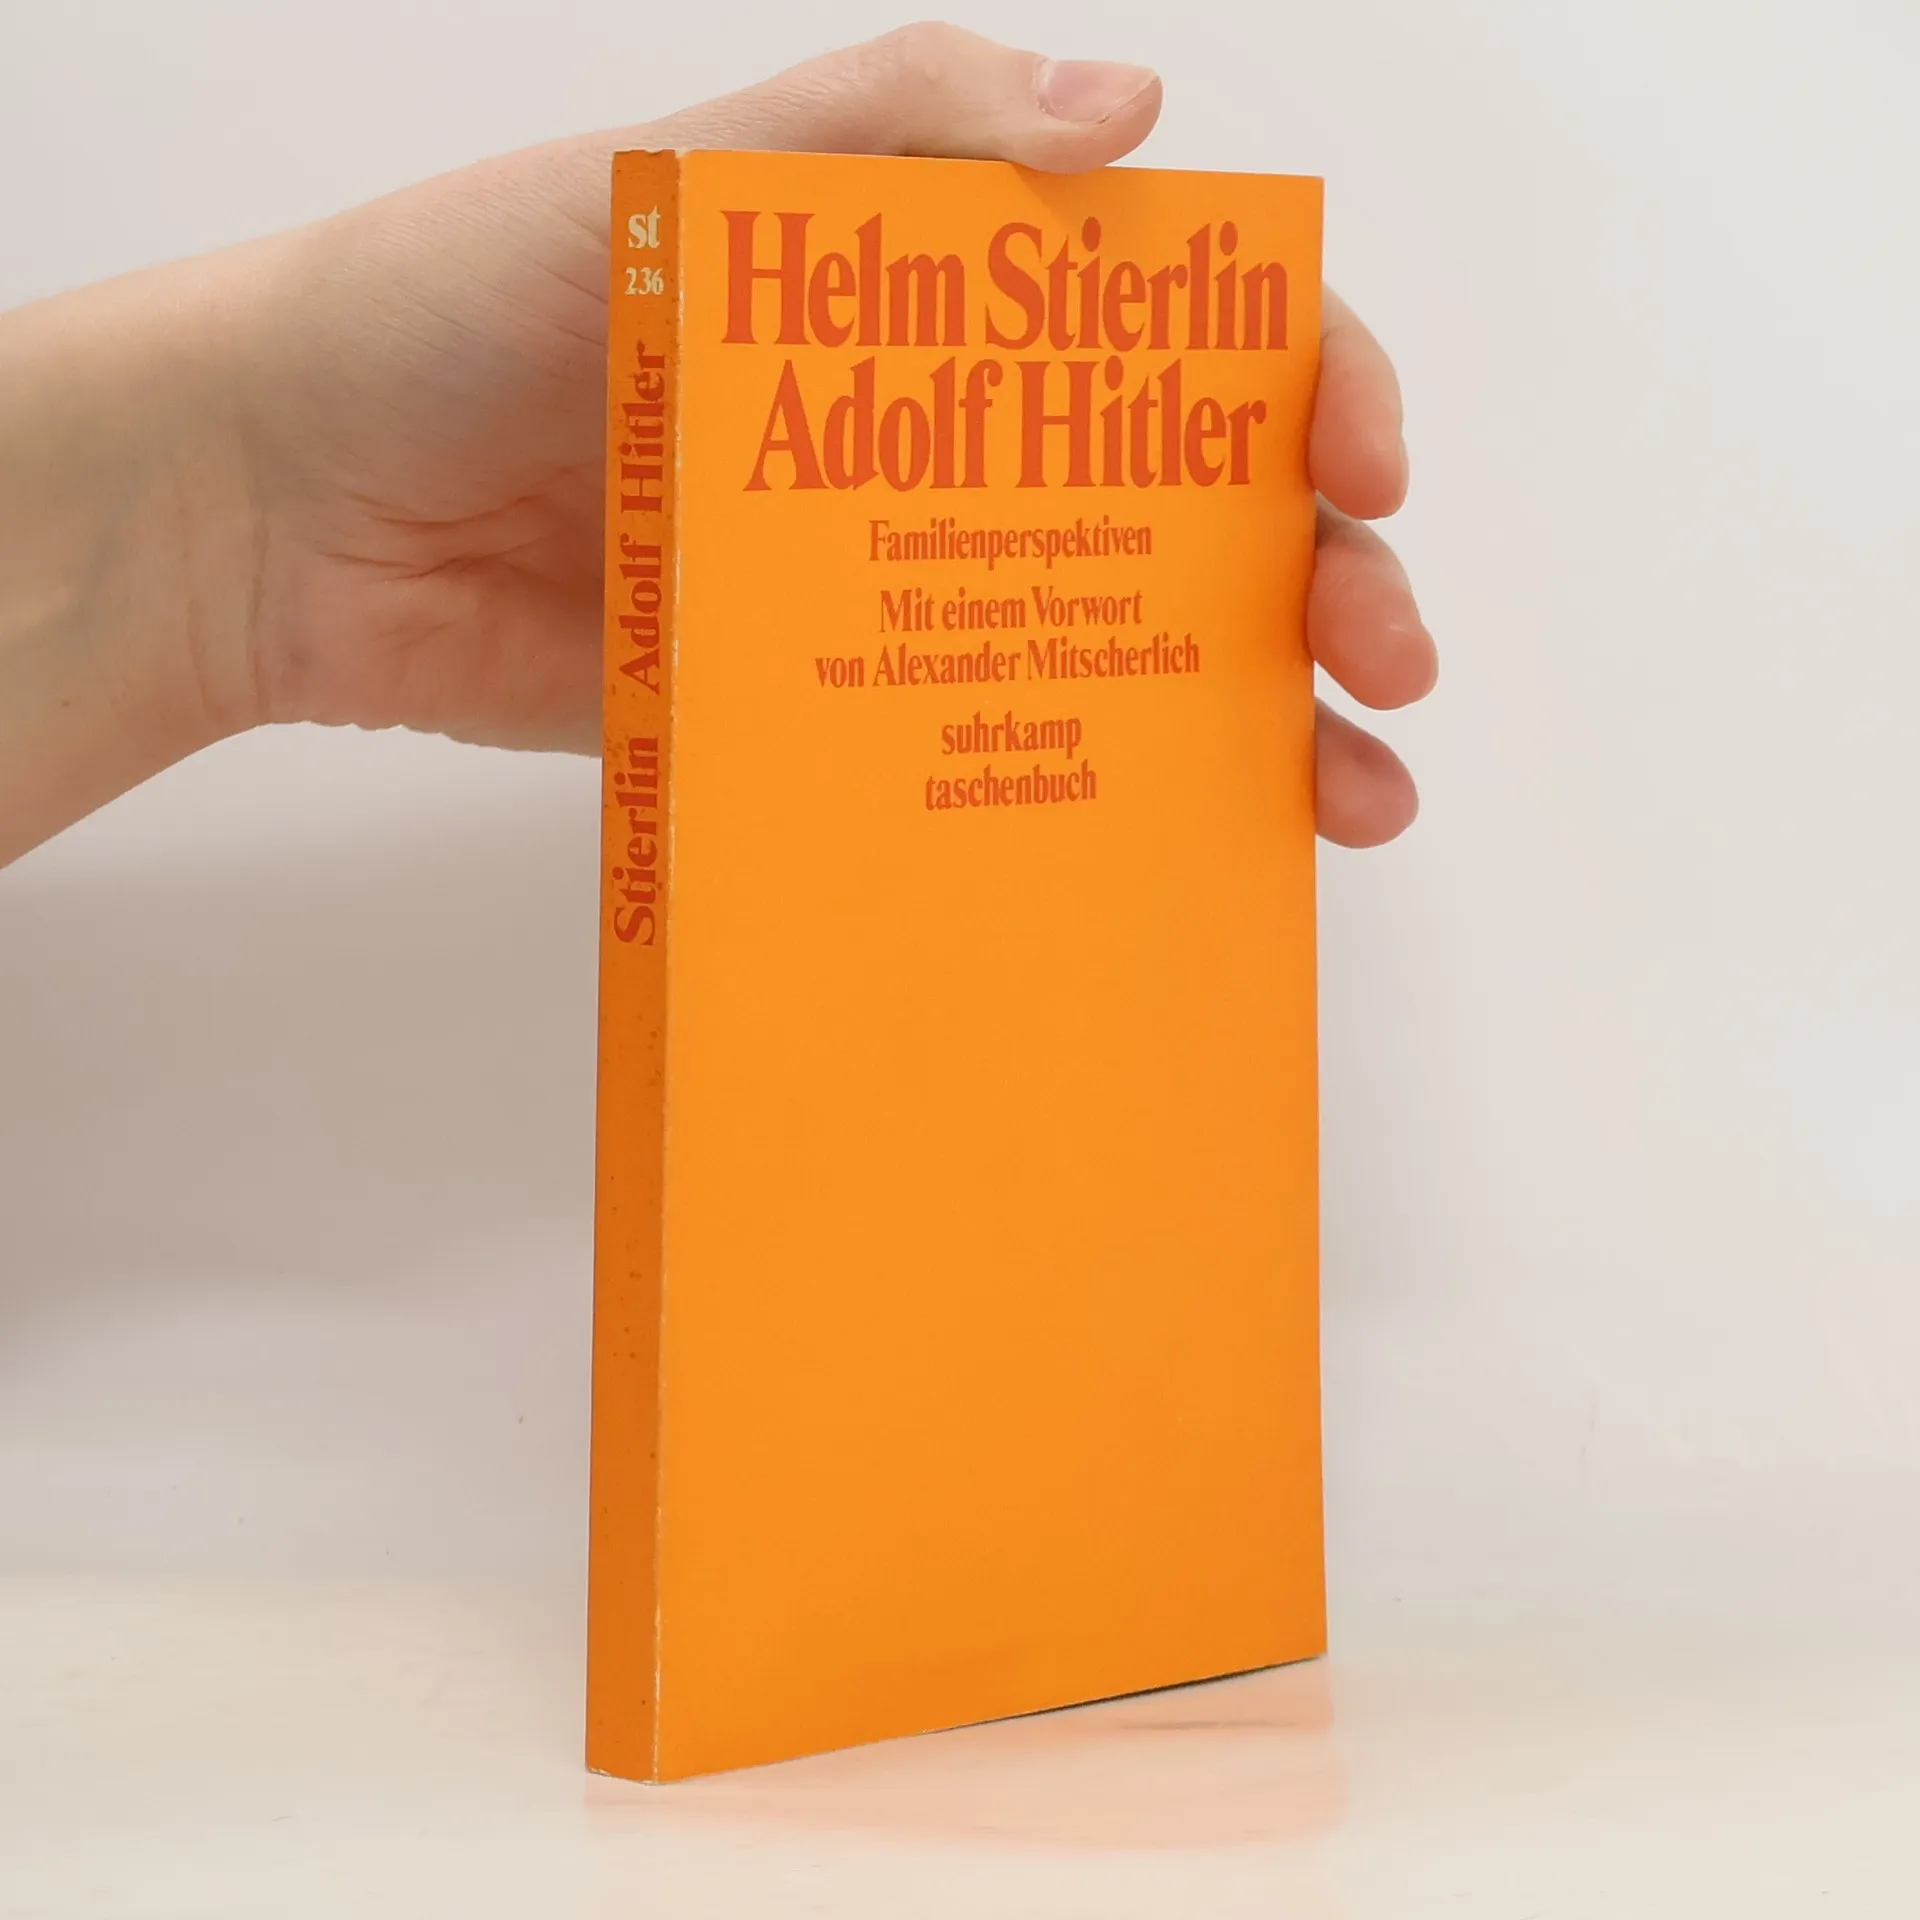 st
236
Stierlin Adolf Hitler
Helm Stierlin
Adolf Hitler
Familienperspektiven
Mit einem Vorwort
von Alexander Mitscherlich
suhrkamp
taschenbuch